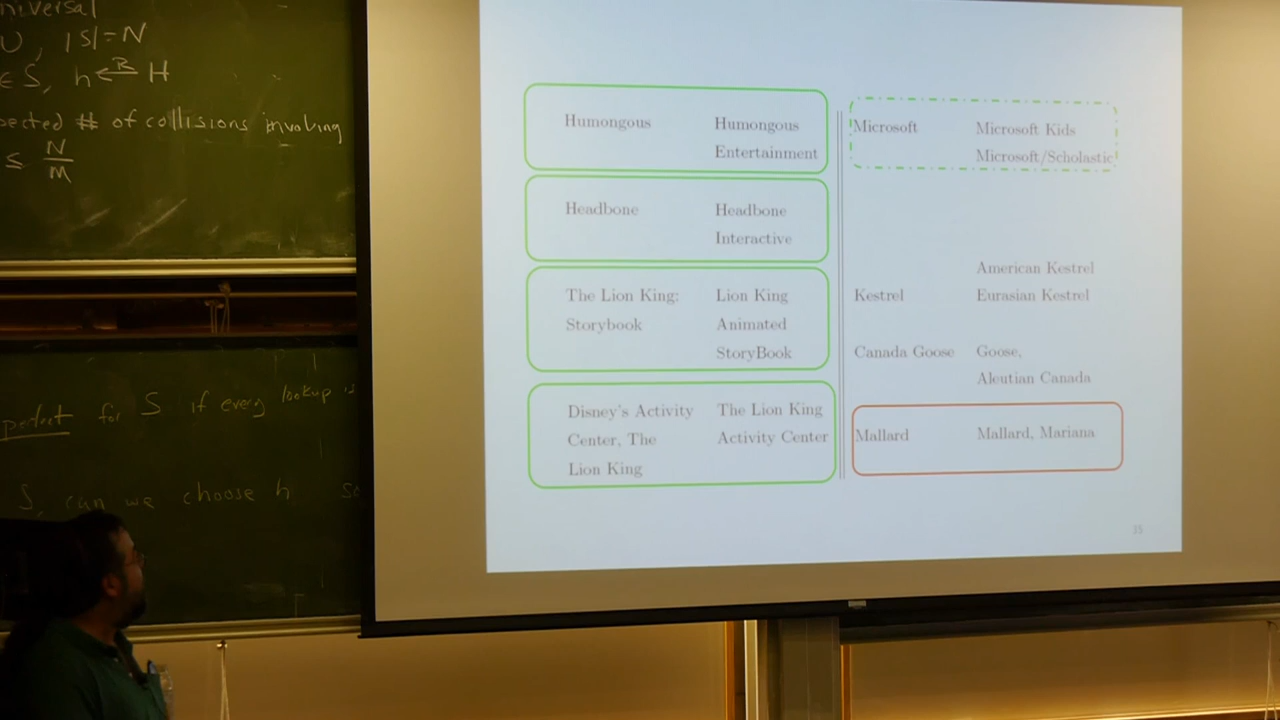 niversal
U, |S|=N
∈ S, h ←R H
pected # of collisions involving
≤ N/M
perfect for S if every lookup is
S, can we choose h
Humongous
Humongous
Entertainment
Headbone
Headbone
Interactive
The Lion King:
Storybook
Lion King
Animated
StoryBook
Disney's Activity
Center, The
Lion King
The Lion King
Activity Center
Microsoft
Microsoft Kids
Microsoft/Scholastic
Kestrel
American Kestrel
Eurasian Kestrel
Canada Goose
Goose,
Aleutian Canada
Mallard
Mallard, Mariana
35